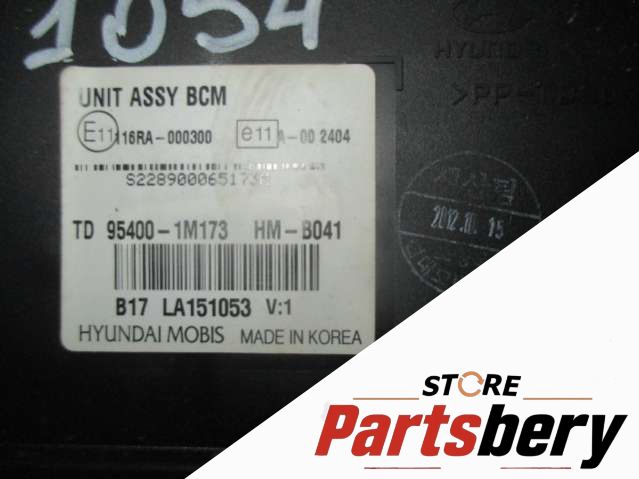 1054
HYUNDAI
UNIT ASSY BCM
E11 116RA-000300 e11 A-00 2404
TD 95400-1M173 HM-B041
B17 LA151053 V:1
HYUNDAI MOBIS MADE IN KOREA
2012.10.15
STORE
Partsbery